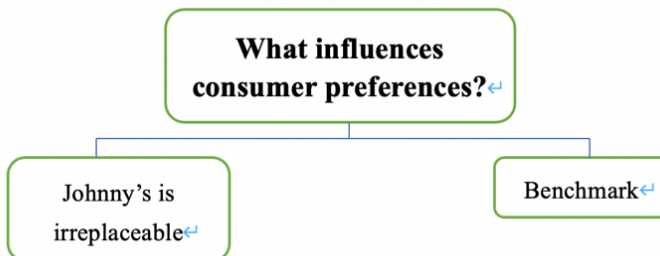 What influences
consumer preferences?
Johnny’s is
irreplaceable
Benchmark